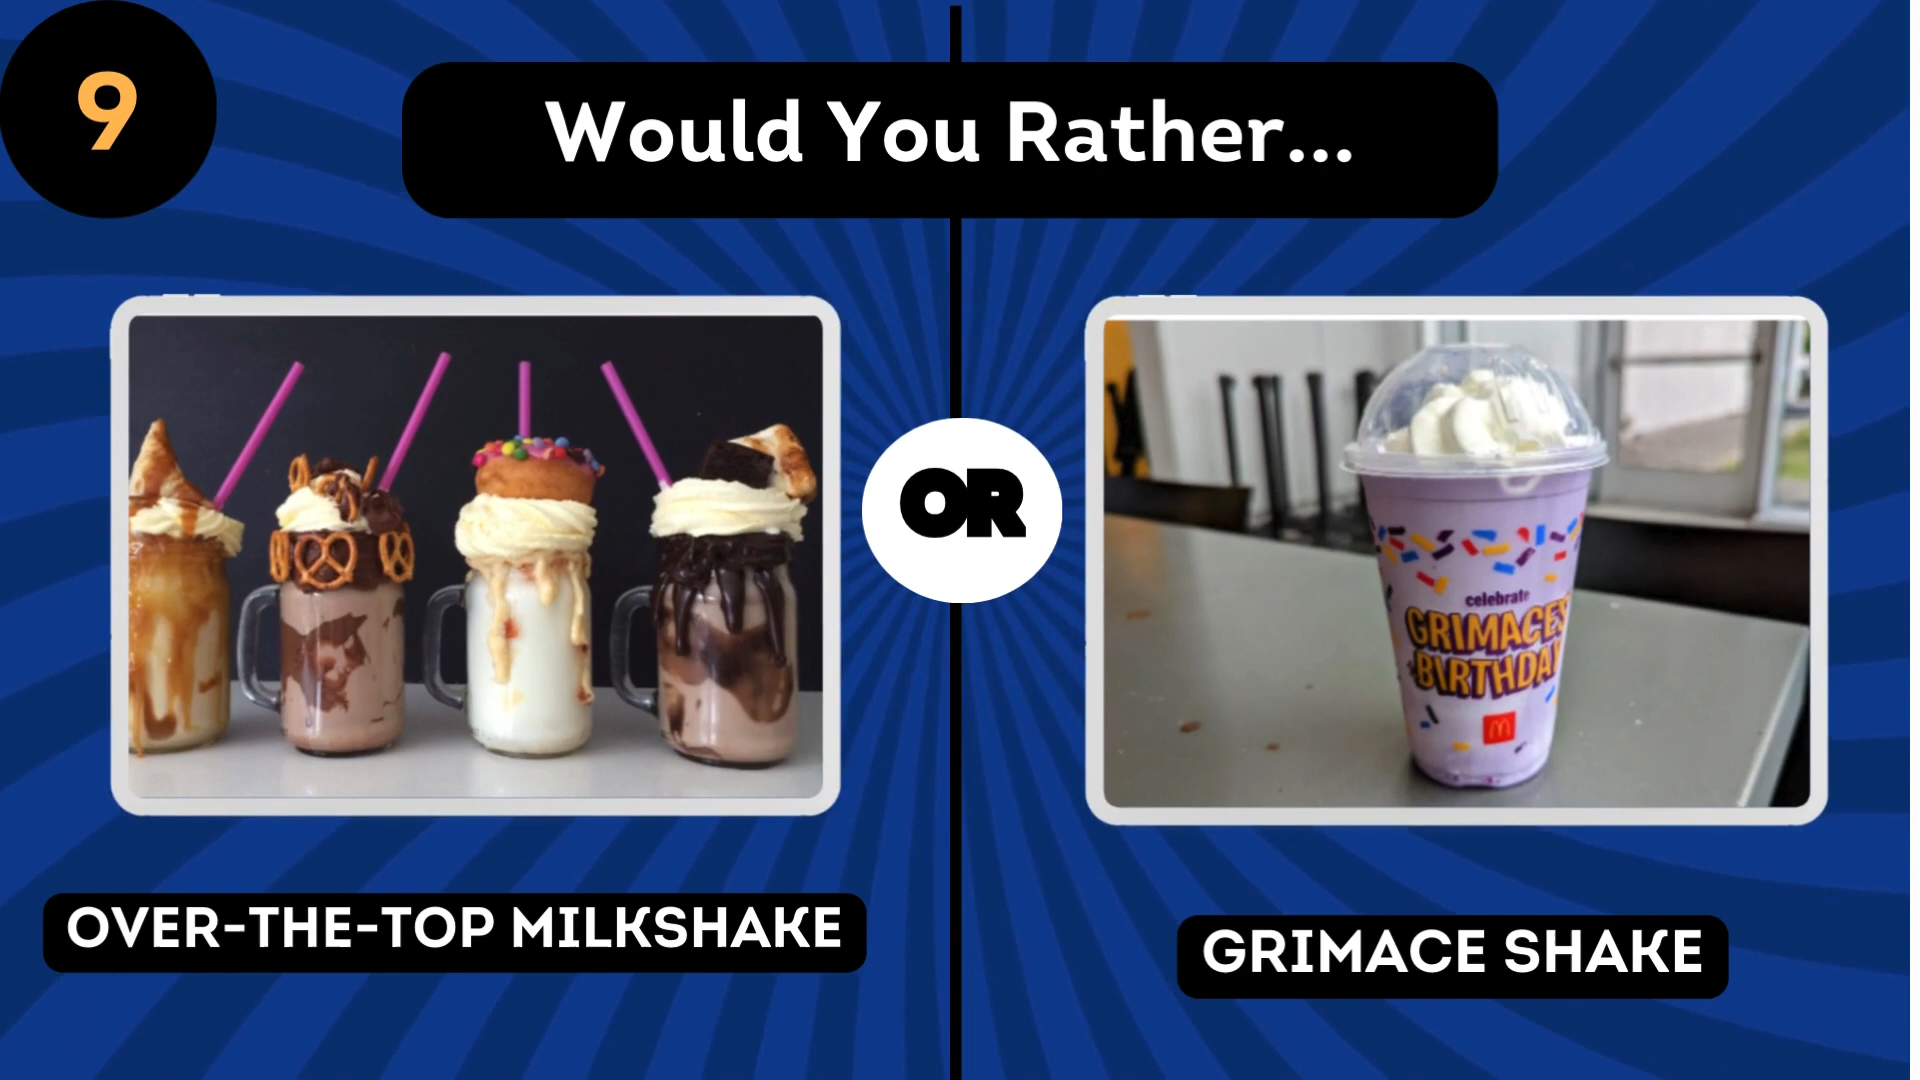 9
Would You Rather...
OR
celebrate
GRIMACE'S
BIRTHDAY
OVER-THE-TOP MILKSHAKE
GRIMACE SHAKE